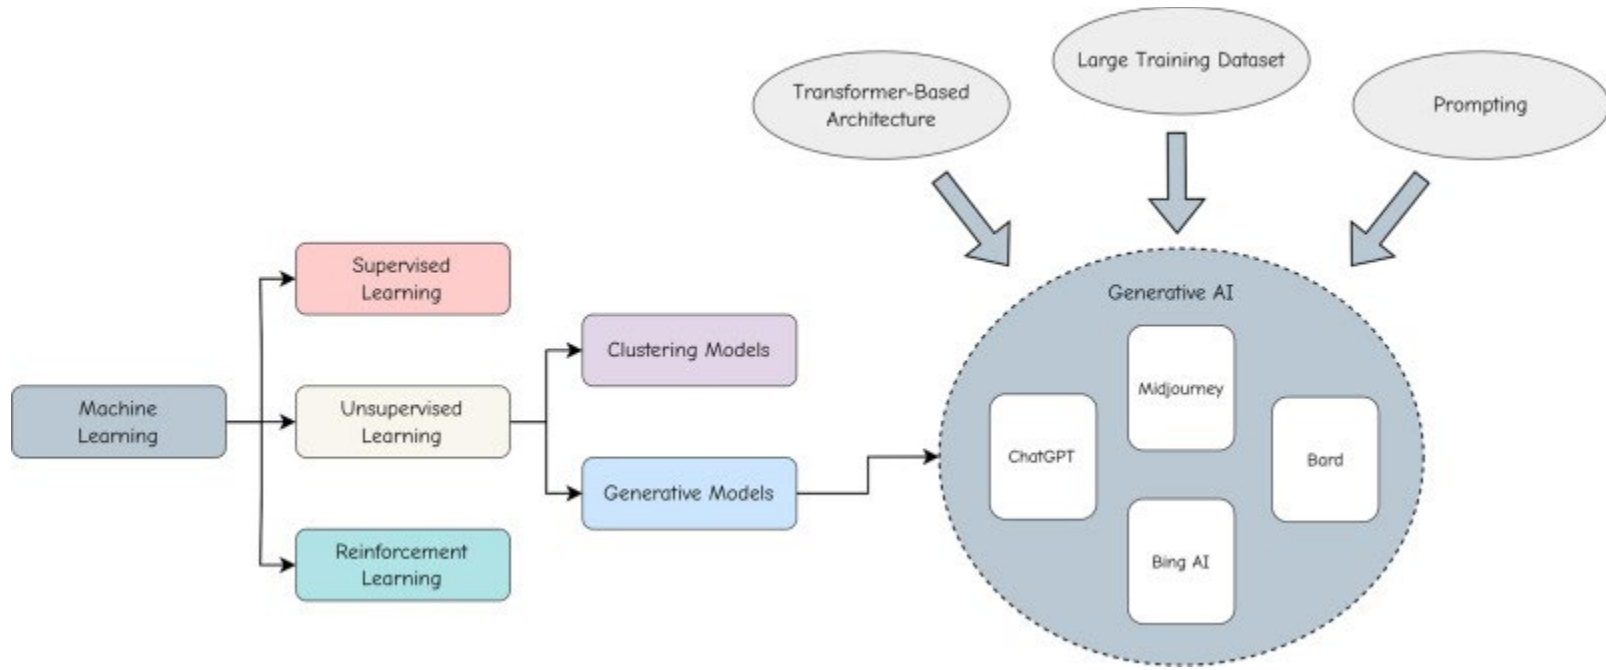 Transformer-Based
Architecture
Large Training Dataset
Prompting
Supervised
Learning
Machine
Learning
Unsupervised
Learning
Reinforcement
Learning
Clustering Models
Generative Models
Generative AI
Midjourney
ChatGPT
Bard
Bing AI